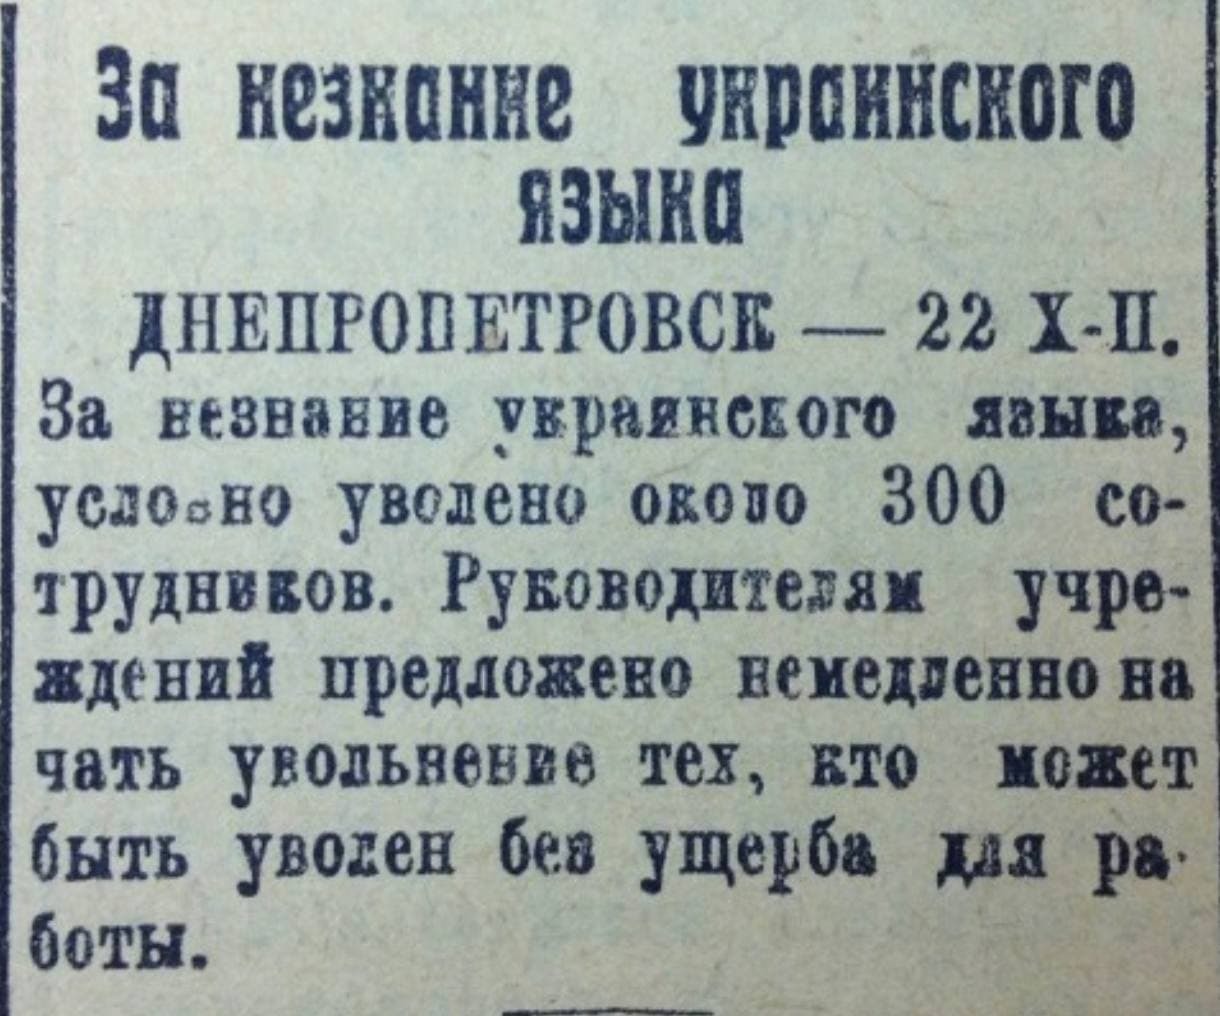 За незнание украинского
языка
ДНЕПРОПЕТРОВСК — 22 X-П.
За незнание украинского языка,
условно уволено около 300 со-
трудников. Руководителям учре-
ждений предложено немедленно на
чать увольнение тех, кто может
быть уволен без ущерба для ра-
боты.